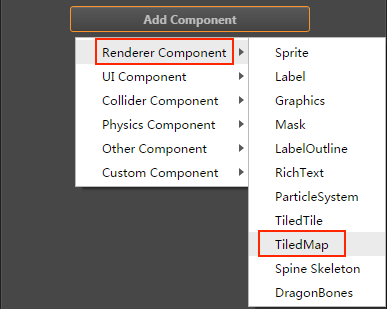 Add Component
Renderer Component
UI Component
Collider Component
Physics Component
Other Component
Custom Component
Sprite
Label
Graphics
Mask
LabelOutline
RichText
ParticleSystem
TiledTile
TiledMap
Spine Skeleton
DragonBones